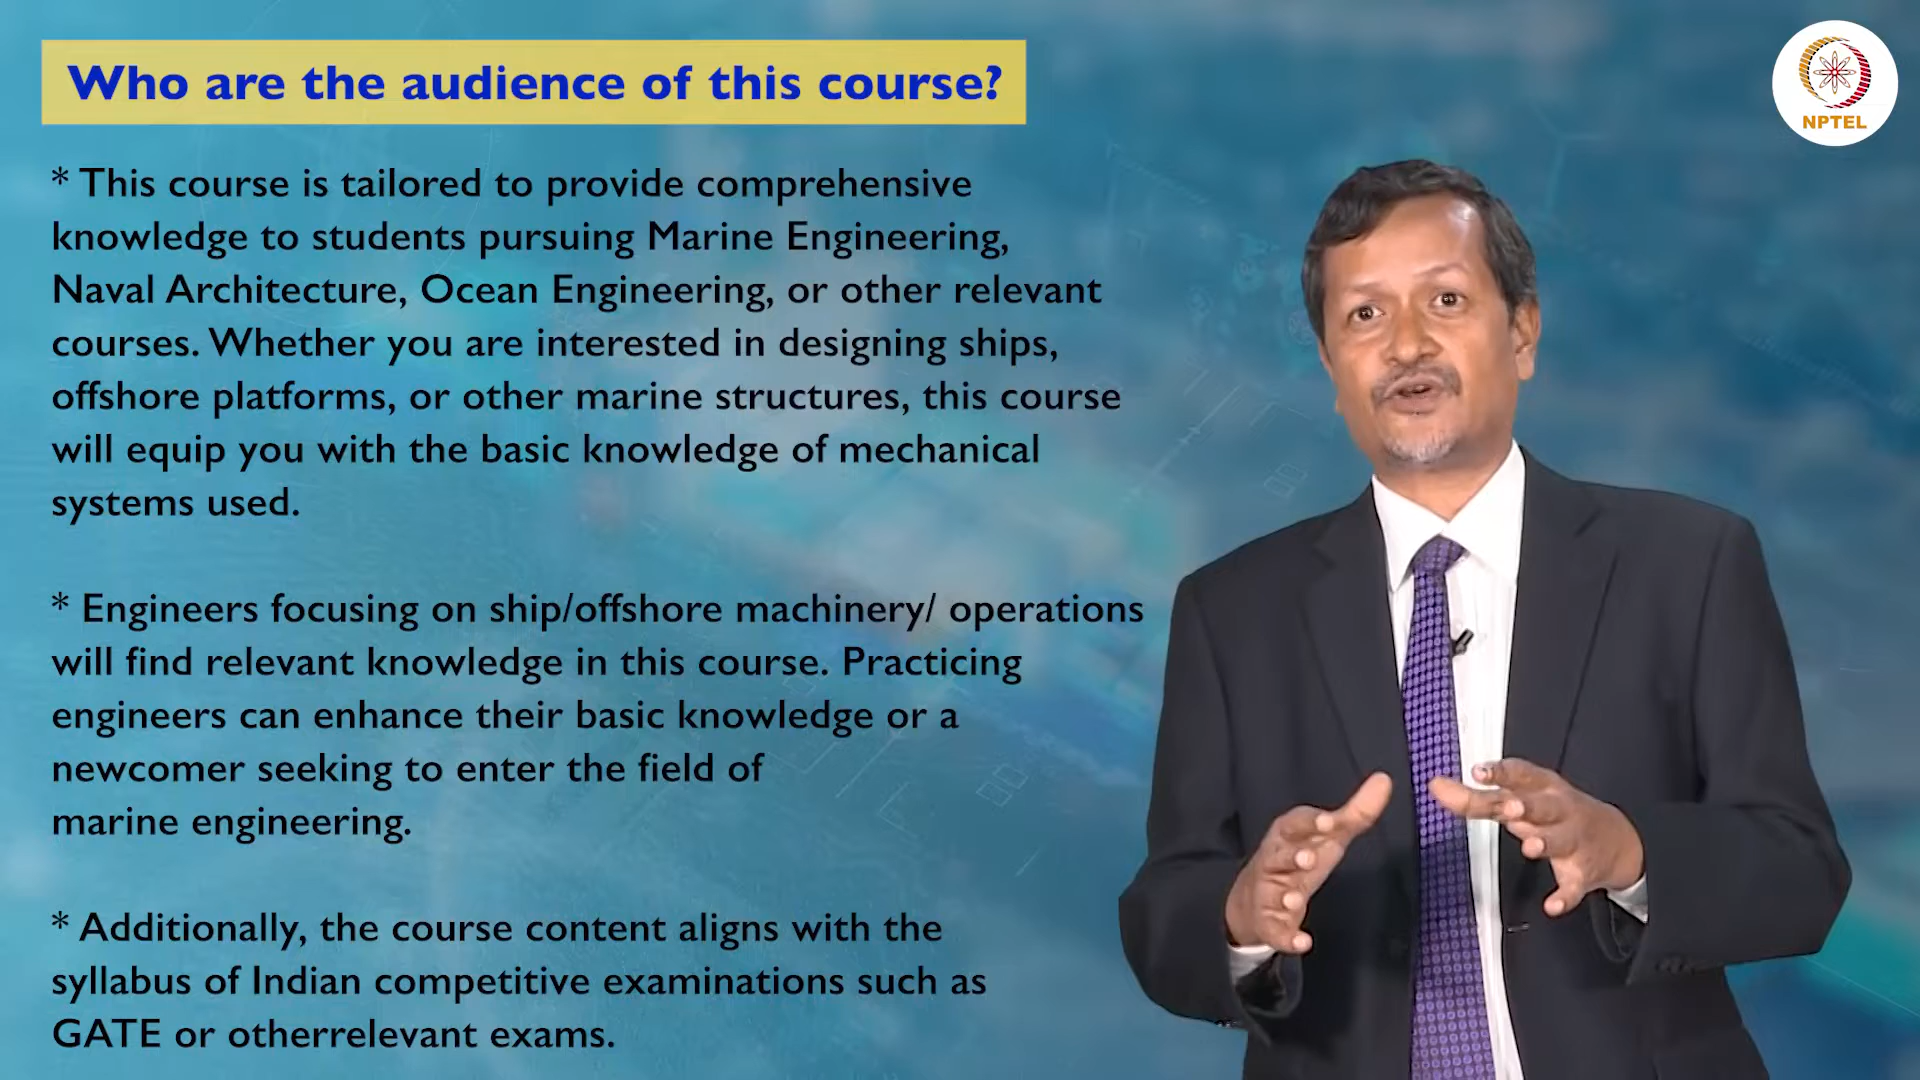 Who are the audience of this course?
NPTEL
* This course is tailored to provide comprehensive
knowledge to students pursuing Marine Engineering,
Naval Architecture, Ocean Engineering, or other relevant
courses. Whether you are interested in designing ships,
offshore platforms, or other marine structures, this course
will equip you with the basic knowledge of mechanical
systems used.
* Engineers focusing on ship/offshore machinery/ operations
will find relevant knowledge in this course. Practicing
engineers can enhance their basic knowledge or a
newcomer seeking to enter the field of
marine engineering.
* Additionally, the course content aligns with the
syllabus of Indian competitive examinations such as
GATE or otherrelevant exams.